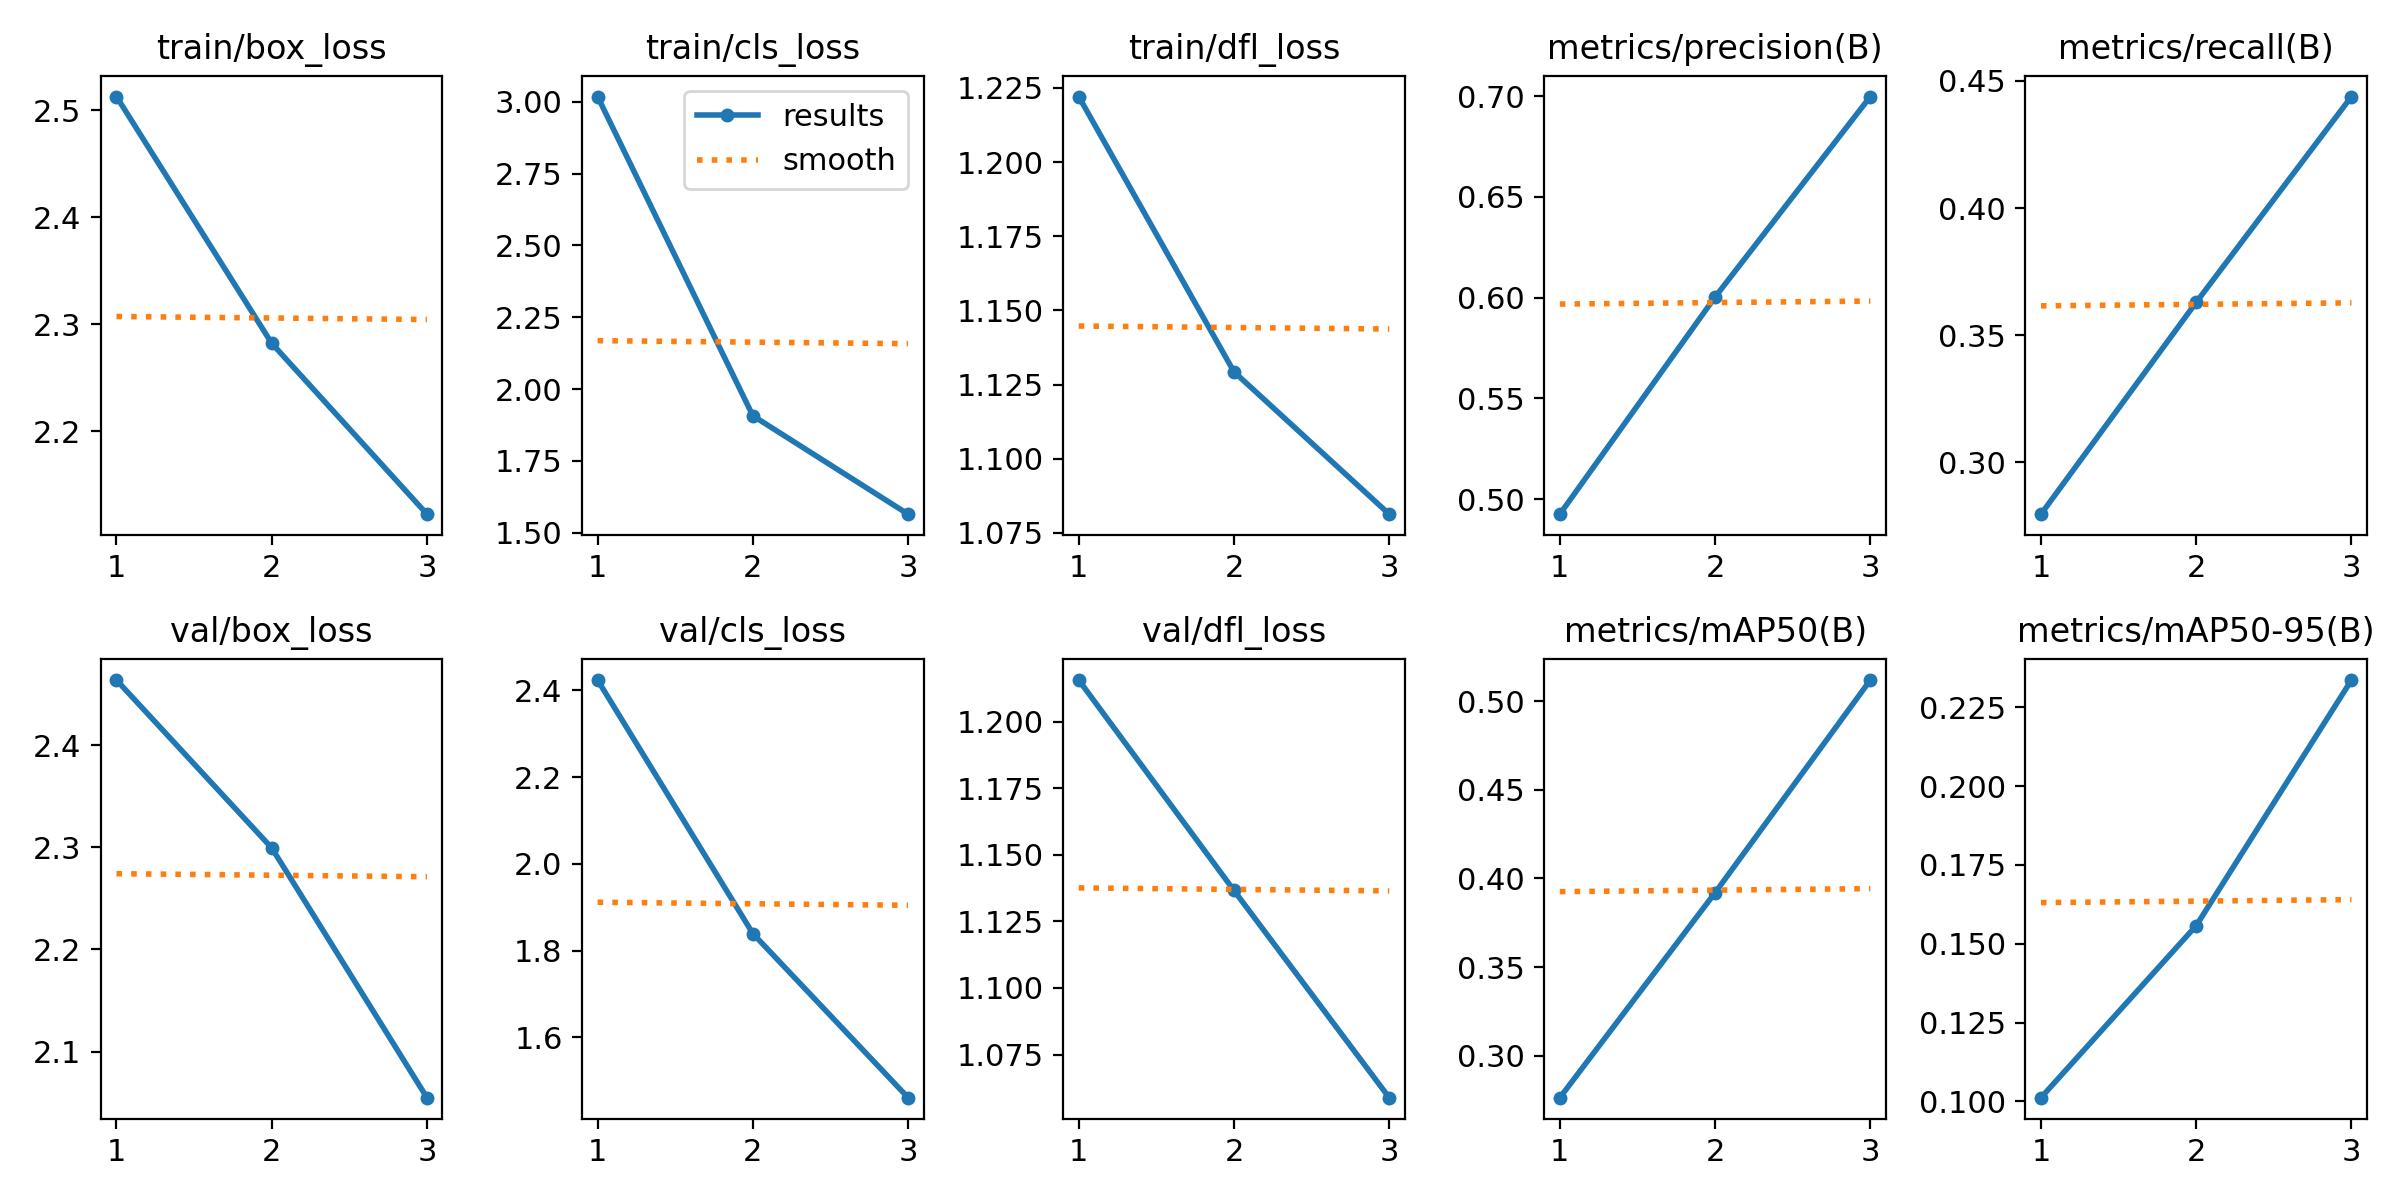 train/box_loss
train/cls_loss
train/dfl_loss
metrics/precision(B)
metrics/recall(B)
2.5
2.4
2.3
2.2
1 2 3
3.00
2.75
2.50
2.25
2.00
1.75
1.50
results
smooth
1 2 3
1.225
1.200
1.175
1.150
1.125
1.100
1.075
1 2 3
0.70
0.65
0.60
0.55
0.50
1 2 3
0.45
0.40
0.35
0.30
1 2 3
val/box_loss
val/cls_loss
val/dfl_loss
metrics/mAP50(B)
metrics/mAP50-95(B)
2.4
2.3
2.2
2.1
1 2 3
2.4
2.2
2.0
1.8
1.6
1 2 3
1.200
1.175
1.150
1.125
1.100
1.075
1 2 3
0.50
0.45
0.40
0.35
0.30
1 2 3
0.225
0.200
0.175
0.150
0.125
0.100
1 2 3